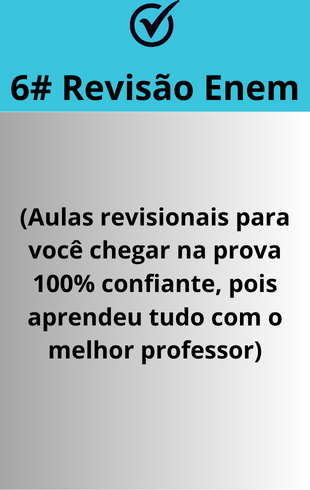 6# Revisão Enem
(Aulas revisionais para
você chegar na prova
100% confiante, pois
aprendeu tudo com o
melhor professor)